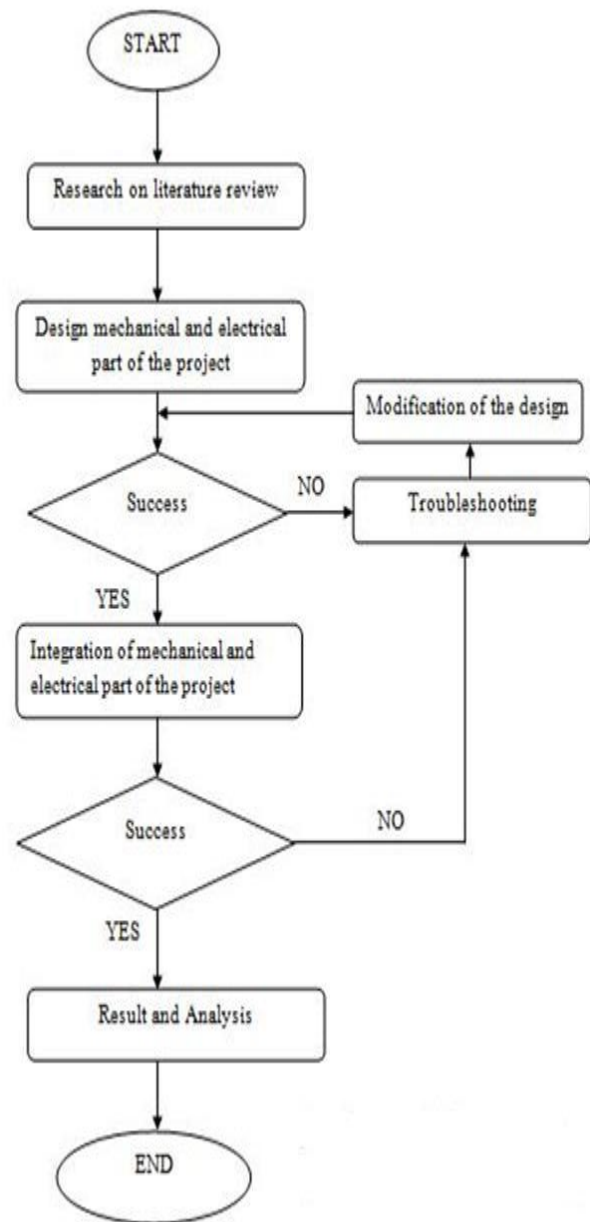 START
Research on literature review
Design mechanical and electrical
part of the project
Modification of the design
Success
NO
Troubleshooting
YES
Integration of mechanical and
electrical part of the project
Success
NO
YES
Result and Analysis
END